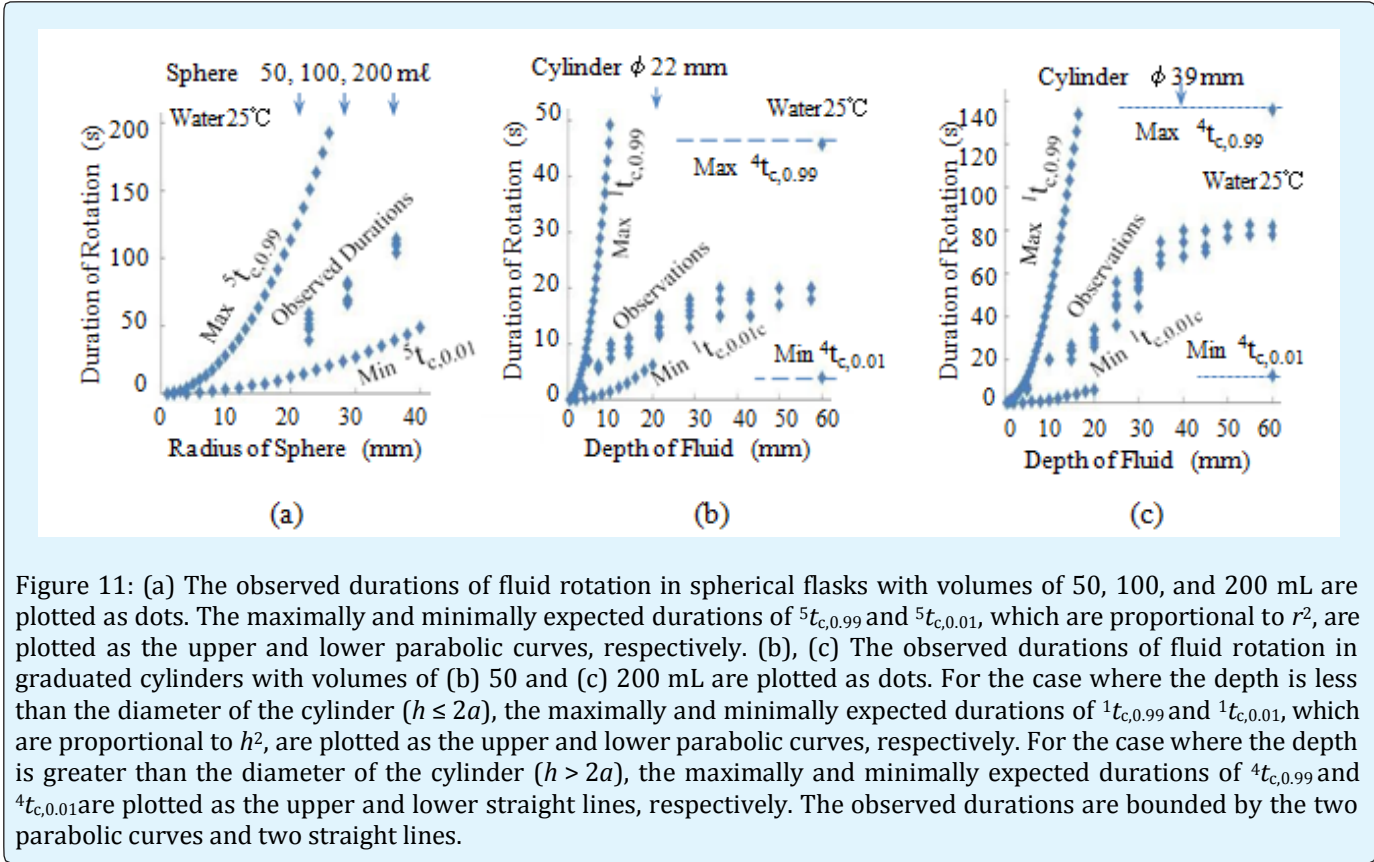 Sphere 50, 100, 200 mℓ
Water25℃
Duration of Rotation (s)
200
150
100
50
0
Max ⁵t_c,0.99
Observed Durations
Min ⁵t_c,0.01
0 10 20 30 40
Radius of Sphere (mm)
(a)
Cylinder ϕ 22 mm
Water25℃
Duration of Rotation (s)
50
40
30
20
10
0
Max ¹t_c,0.99
Max ⁴t_c,0.99
Observations
Min ¹t_c,0.01c
Min ⁴t_c,0.01
0 10 20 30 40 50 60
Depth of Fluid (mm)
(b)
Cylinder ϕ 39mm
Duration of Rotation (s)
140
120
100
80
60
40
20
0
Max ¹t_c,0.99
Max ⁴t_c,0.99
Water25℃
Observations
Min ¹t_c,0.01c
Min ⁴t_c,0.01
0 10 20 30 40 50 60
Depth of Fluid (mm)
(c)
Figure 11: (a) The observed durations of fluid rotation in spherical flasks with volumes of 50, 100, and 200 mL are
plotted as dots. The maximally and minimally expected durations of ⁵t_c,0.99 and ⁵t_c,0.01, which are proportional to r², are
plotted as the upper and lower parabolic curves, respectively. (b), (c) The observed durations of fluid rotation in
graduated cylinders with volumes of (b) 50 and (c) 200 mL are plotted as dots. For the case where the depth is less
than the diameter of the cylinder (h ≤ 2a), the maximally and minimally expected durations of ¹t_c,0.99 and ¹t_c,0.01, which
are proportional to h², are plotted as the upper and lower parabolic curves, respectively. For the case where the depth
is greater than the diameter of the cylinder (h > 2a), the maximally and minimally expected durations of ⁴t_c,0.99 and
⁴t_c,0.01are plotted as the upper and lower straight lines, respectively. The observed durations are bounded by the two
parabolic curves and two straight lines.